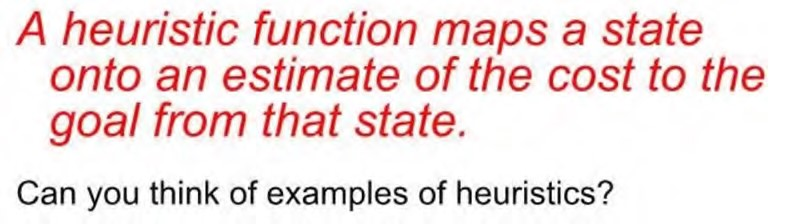 A heuristic function maps a state
onto an estimate of the cost to the
goal from that state.
Can you think of examples of heuristics?